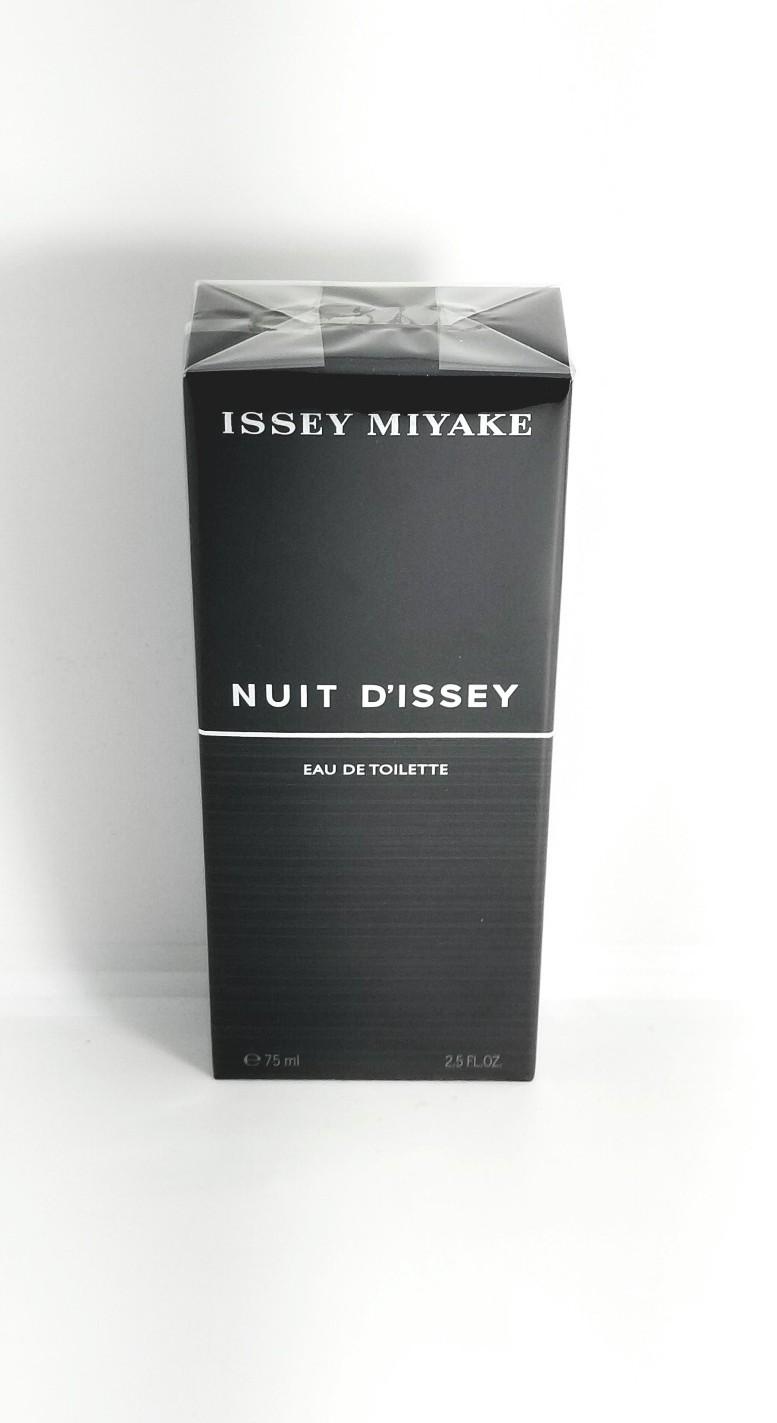 ISSEY MIYAKE
NUIT D'ISSEY
EAU DE TOILETTE
℮ 75 ml 2.5 FL.OZ.